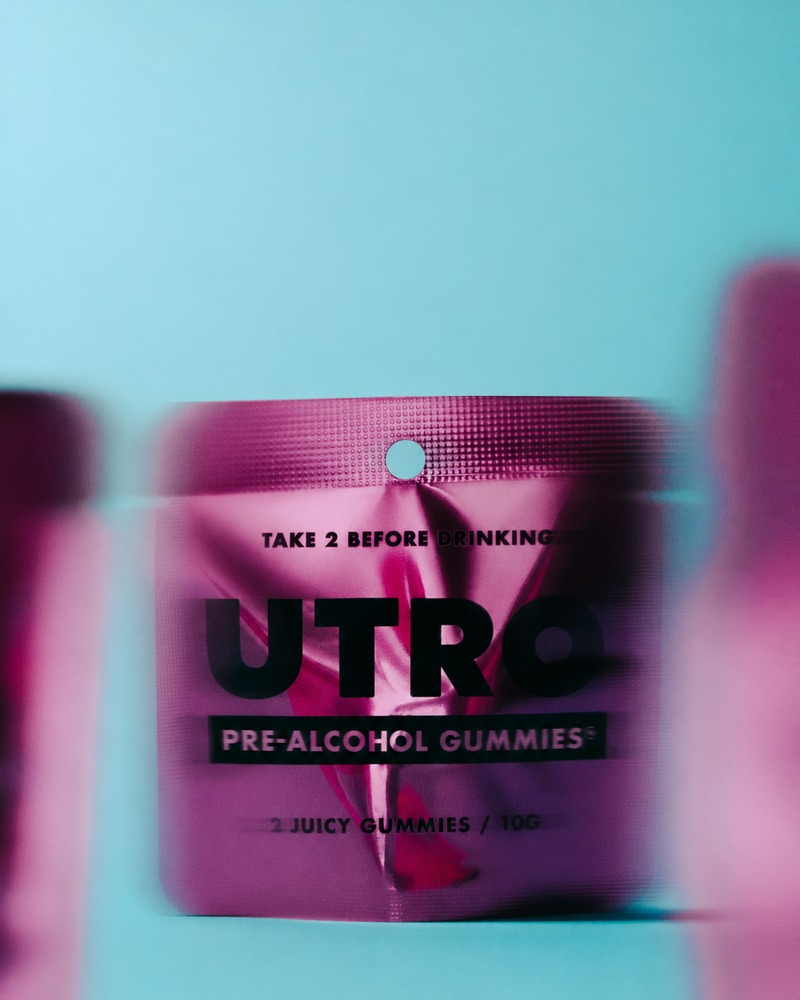 TAKE 2 BEFORE DRINKING
UTRO
PRE-ALCOHOL GUMMIES®
2 JUICY GUMMIES / 10G